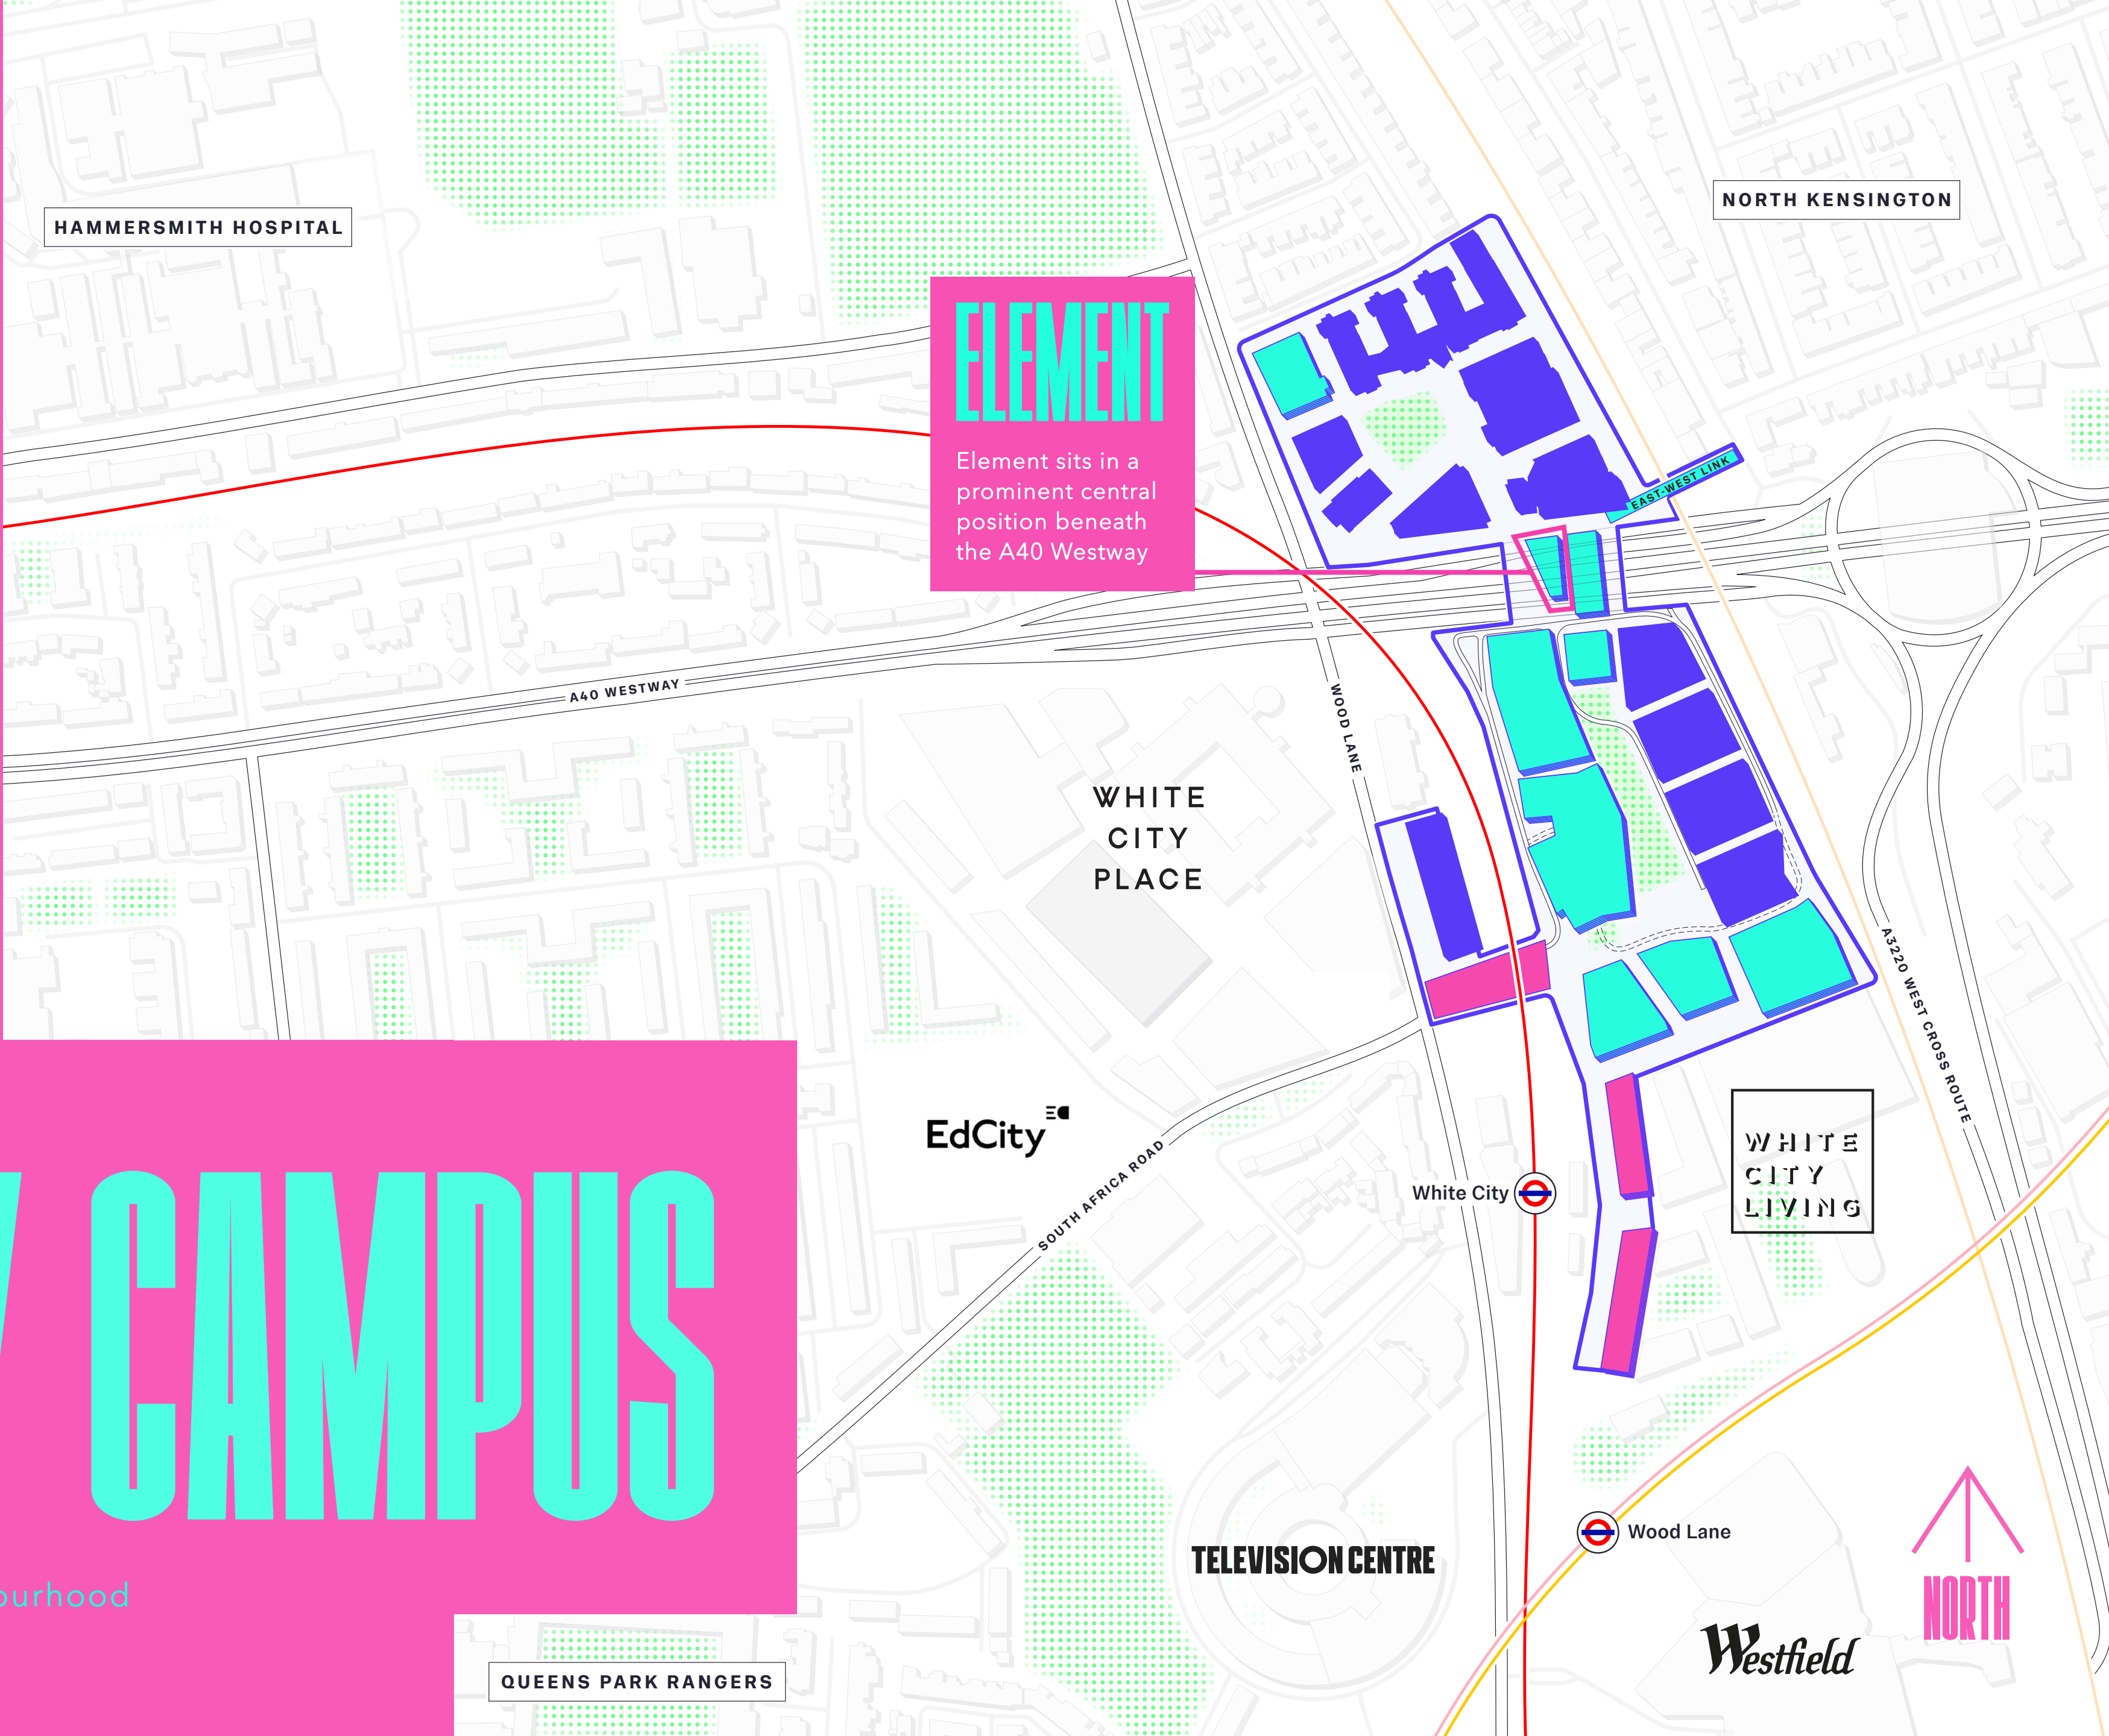 HAMMERSMITH HOSPITAL
NORTH KENSINGTON
ELEMENT
Element sits in a
prominent central
position beneath
the A40 Westway
EAST-WEST LINK
A40 WESTWAY
WOOD LANE
WHITE
CITY
PLACE
A3220 WEST CROSS ROUTE
EdCity
SOUTH AFRICA ROAD
White City
WHITE
CITY
LIVING
CAMPUS
ourhood
TELEVISION CENTRE
Wood Lane
NORTH
Westfield
QUEENS PARK RANGERS